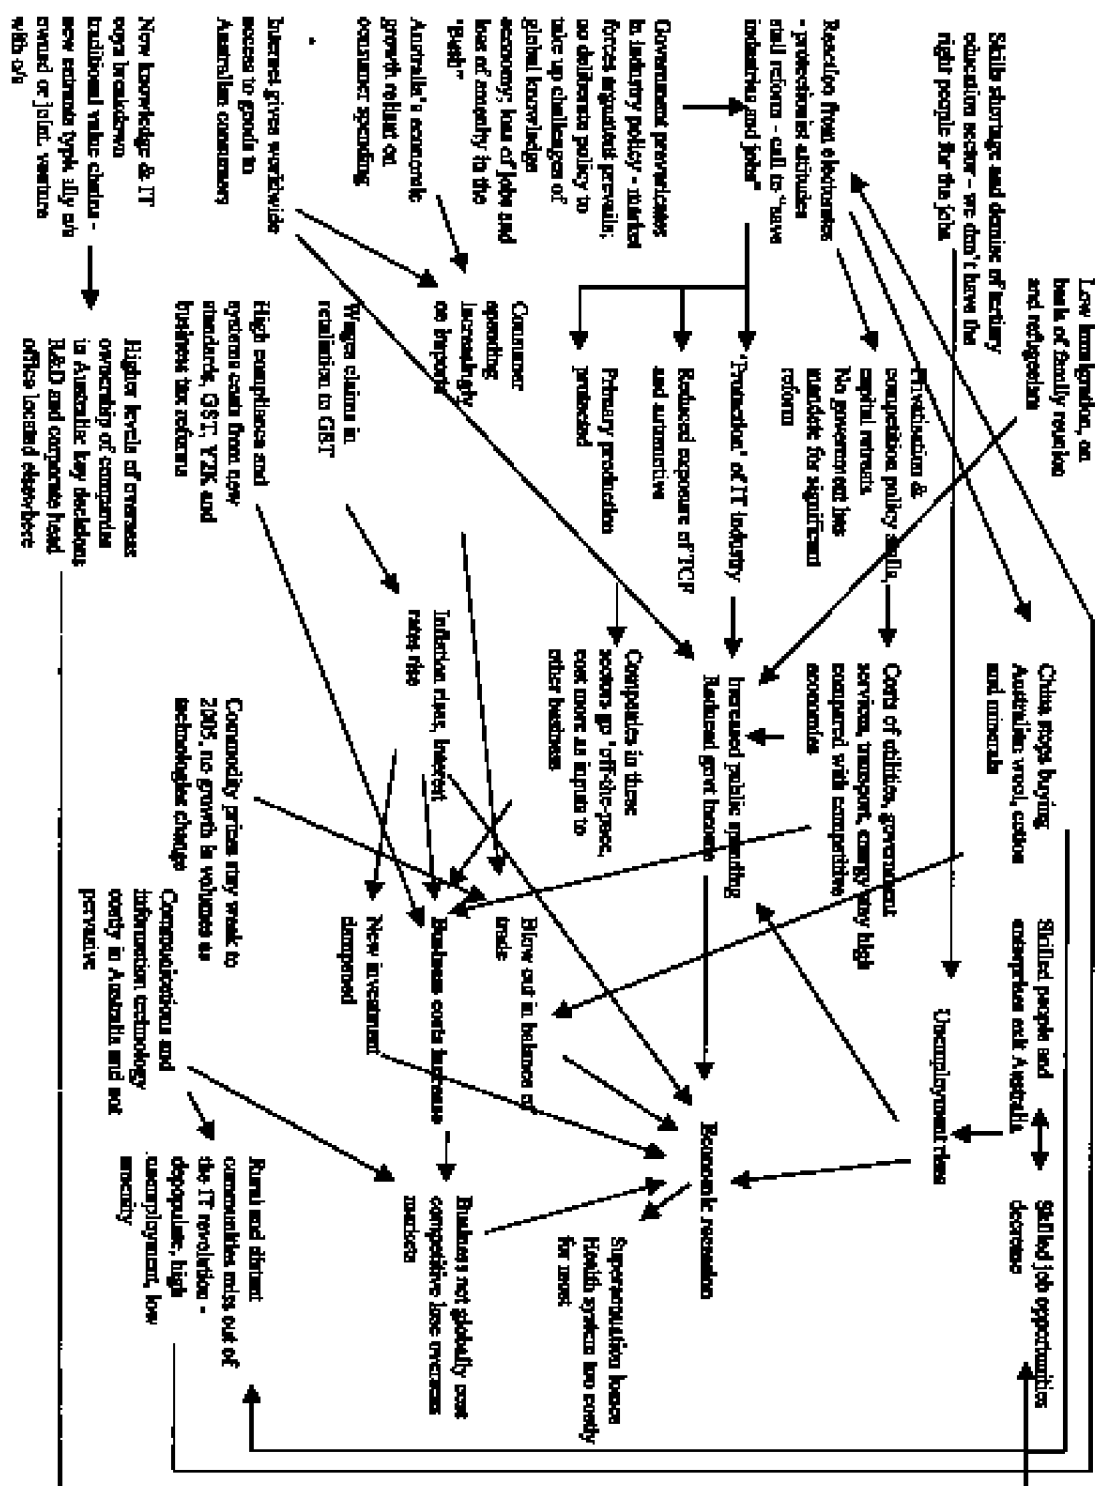 Low immigration, on
basis of family reunion
and refugees
Skills shortage and demise of tertiary
education sector - we don't have the
right people for the jobs
Reaction from electorates
- protectionist attitudes
stall reform - call to "save
industries and jobs"
Government prevaricates
in industry policy - market
forces argument prevails;
no deliberate policy to
take up challenges of
global knowledge
economy; loss of jobs and
loss of amenity in the
"Bush"
Australia's economic
growth reliant on
consumer spending
Internet gives worldwide
access to goods to
Australian consumers
New knowledge & IT
breakdown
traditional value chains -
new entrants typically o/s
owned or joint venture
with o/s
Privatisation &
competition policy stalls,
capital retreats
No government has
mandate for significant
reform
'Protection' of IT industry
Reduced exposure of TCF
and automotive
Primary production
protected
Consumer
spending
increasingly
on imports
Wages claims in
retaliation to GST
High compliance and
systems costs from new
standards, GST, Y2K and
business tax reforms
Higher levels of overseas
ownership of companies
in Australia: key decisions
R&D and corporate head
office located elsewhere
China stops buying
Australian wool, cotton
and minerals
Costs of utilities, government
services, transport, energy stay high
compared with competitive
economies
Increased public spending
Reduced govt income
Companies in these
sectors go 'off-the-pace,
cost more as inputs to
other business
Inflation rises, interest
rates rise
Commodity prices stay weak to
2005, no growth in volumes as
technologies change
Skilled people and
enterprises exit Australia
Unemployment rises
Blow out in balance of
trade
Business costs increase
New investment
dampened
Communications and
information technology
costly in Australia and not
pervasive
Skilled job opportunities
decrease
Economic recession
Superannuation losses
Health system too costly
for most
Business not globally cost
competitive lose overseas
markets
Rural and distant
communities miss out of
the IT revolution -
depopulate, high
unemployment, low
amenity